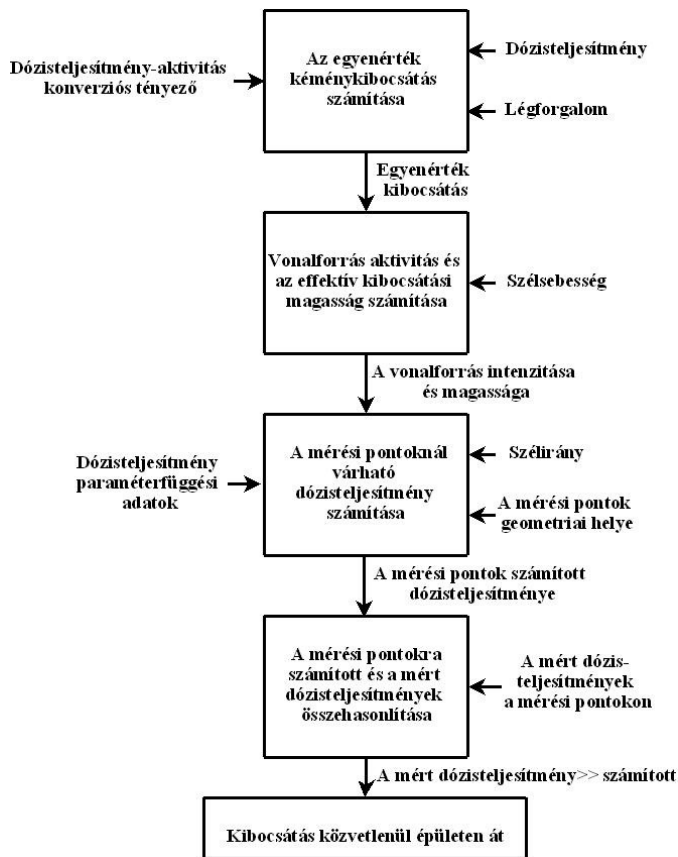 Dózisteljesítmény-aktivitás
konverziós tényező
Az egyenérték
kéménykibocsátás
számítása
Dózisteljesítmény
Légforgalom
Egyenérték
kibocsátás
Vonalforrás aktivitás és
az effektív kibocsátási
magasság számítása
Szélsebesség
A vonalforrás intenzitása
és magassága
Dózisteljesítmény
paraméterfüggési
adatok
A mérési pontoknál
várható
dózisteljesítmény
számítása
Szélirány
A mérési pontok
geometriai helye
A mérési pontok számított
dózisteljesítménye
A mérési pontokra
számított és a mért
dózisteljesítmények
összehasonlítása
A mért dózis-
teljesítmények
a mérési pontokon
A mért dózisteljesítmény>> számított
Kibocsátás közvetlenül épületen át